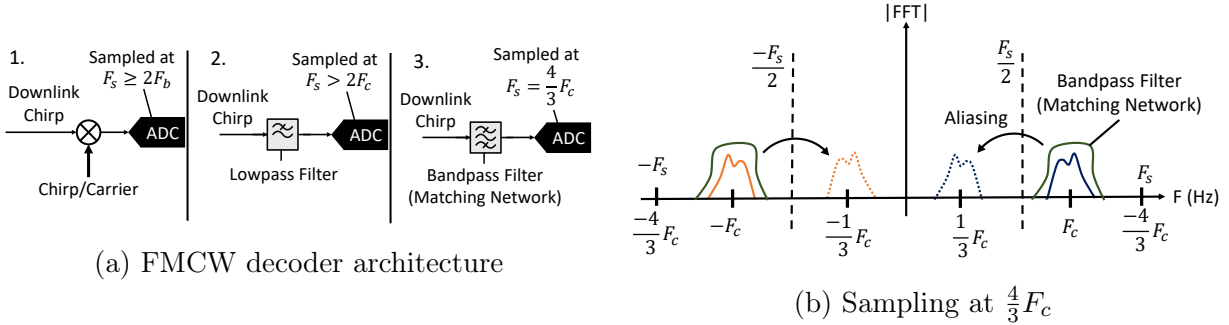 1.
Sampled at
F_s ≥ 2F_b
Downlink
Chirp
ADC
Chirp/Carrier
2.
Sampled at
F_s > 2F_c
Downlink
Chirp
ADC
Lowpass Filter
3.
Sampled at
F_s = 4/3 F_c
Downlink
Chirp
ADC
Bandpass Filter
(Matching Network)
(a) FMCW decoder architecture
|FFT|
-F_s/2
F_s/2
Bandpass Filter
(Matching Network)
Aliasing
-F_s
F_s
F (Hz)
-4/3 F_c
-F_c
-1/3 F_c
1/3 F_c
F_c
-4/3 F_c
(b) Sampling at 4/3 F_c